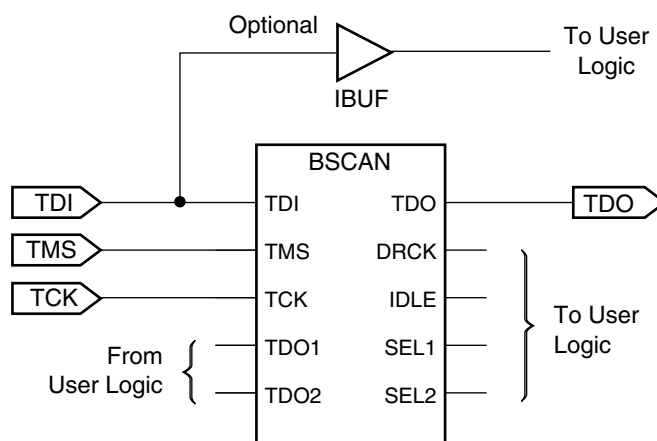 Optional
To User
Logic
IBUF
BSCAN
TDI
TDI
TDO
TDO
TMS
TMS
DRCK
TCK
TCK
IDLE
To User
Logic
From
User Logic
TDO1
SEL1
TDO2
SEL2